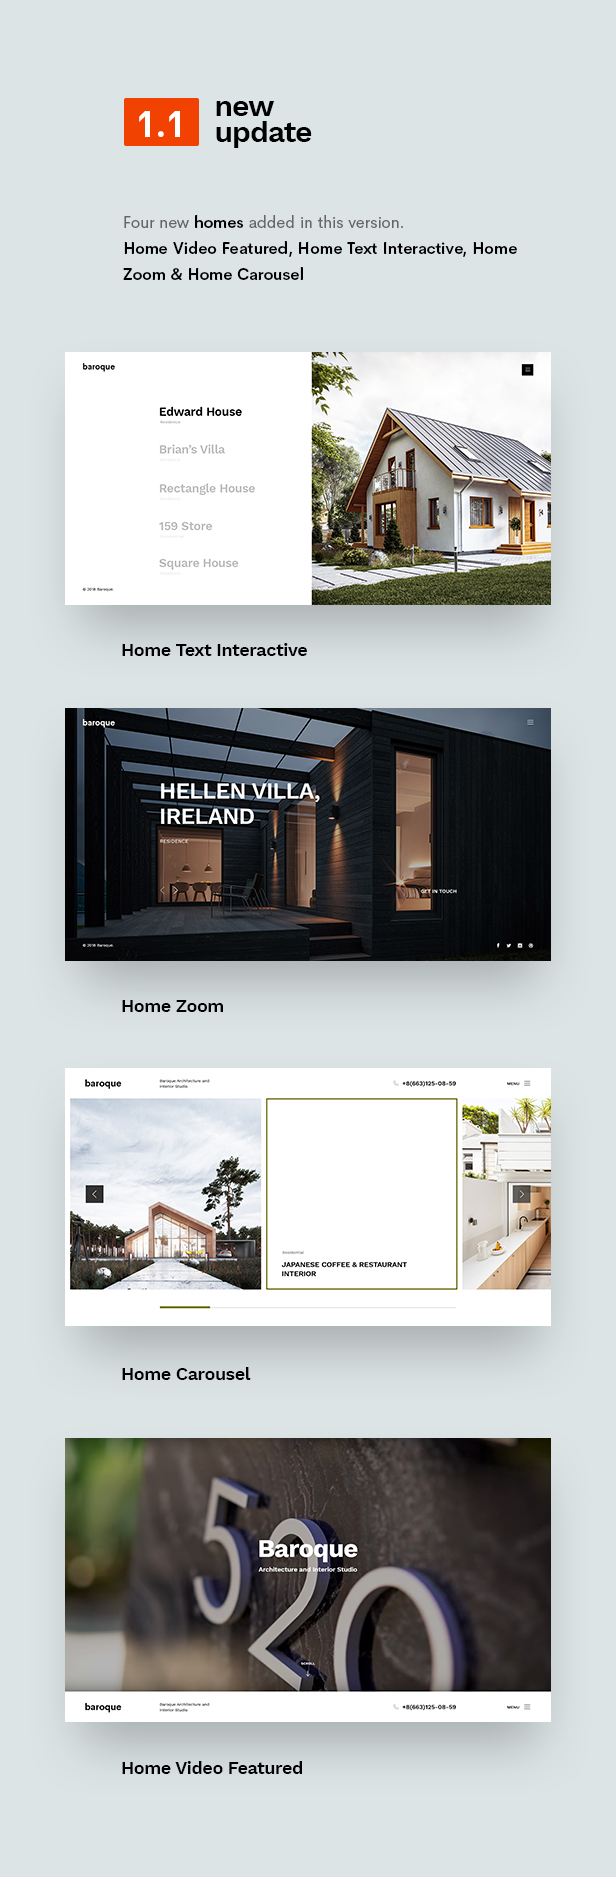 1.1
new
update
Four new homes added in this version.
Home Video Featured, Home Text Interactive, Home
Zoom & Home Carousel
baroque
Edward House
Residence
Brian's Villa
Rectangle House
159 Store
Square House
© 2018 Baroque.
Home Text Interactive
baroque
HELLEN VILLA,
IRELAND
RESIDENCE
GET IN TOUCH
© 2018 Baroque.
Home Zoom
baroque
Baroque Architecture and
Interior Studio
+8(663)125-08-59
MENU
Residential
JAPANESE COFFEE & RESTAURANT
INTERIOR
Home Carousel
520
Baroque
Architecture and Interior Studio
SCROLL
baroque
Baroque Architecture and
Interior Studio
+8(663)125-08-59
MENU
Home Video Featured